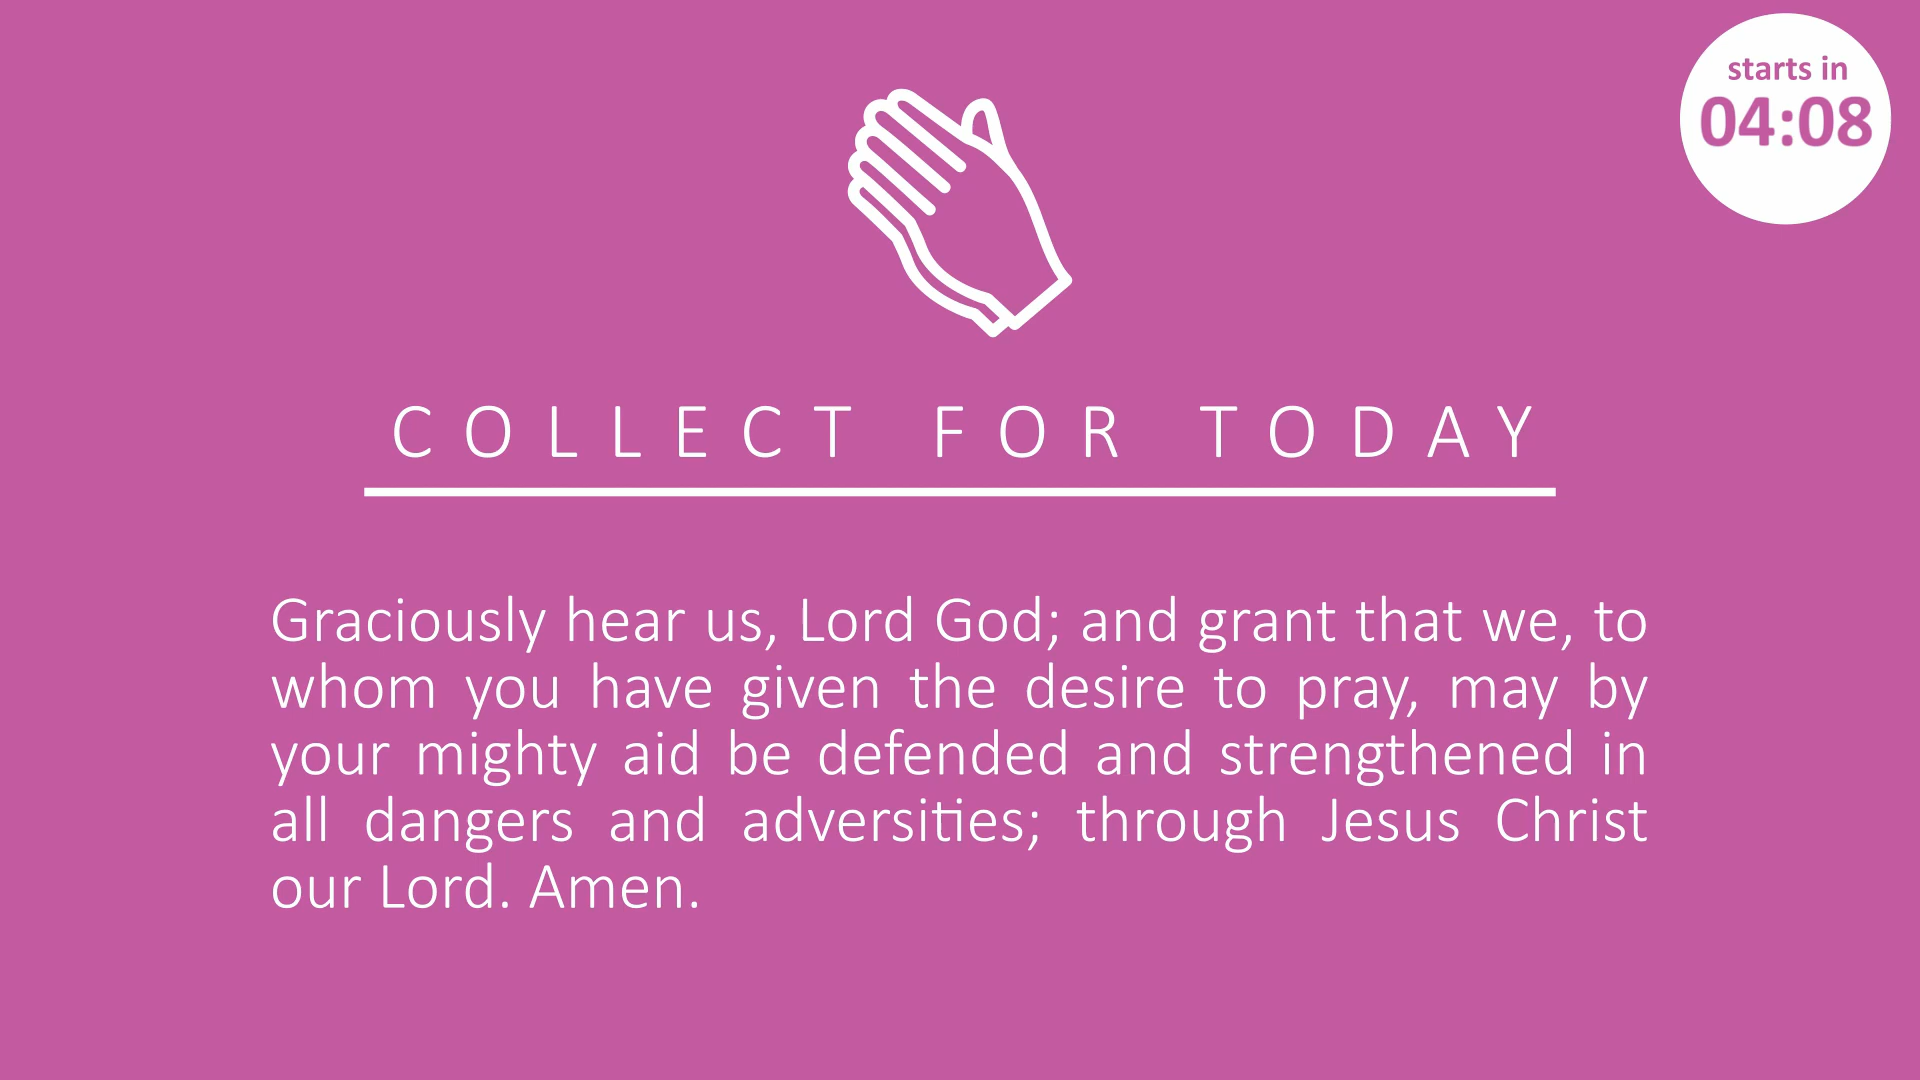 starts in
04:08
COLLECT FOR TODAY
Graciously hear us, Lord God; and grant that we, to
whom you have given the desire to pray, may by
your mighty aid be defended and strengthened in
all dangers and adversities; through Jesus Christ
our Lord. Amen.